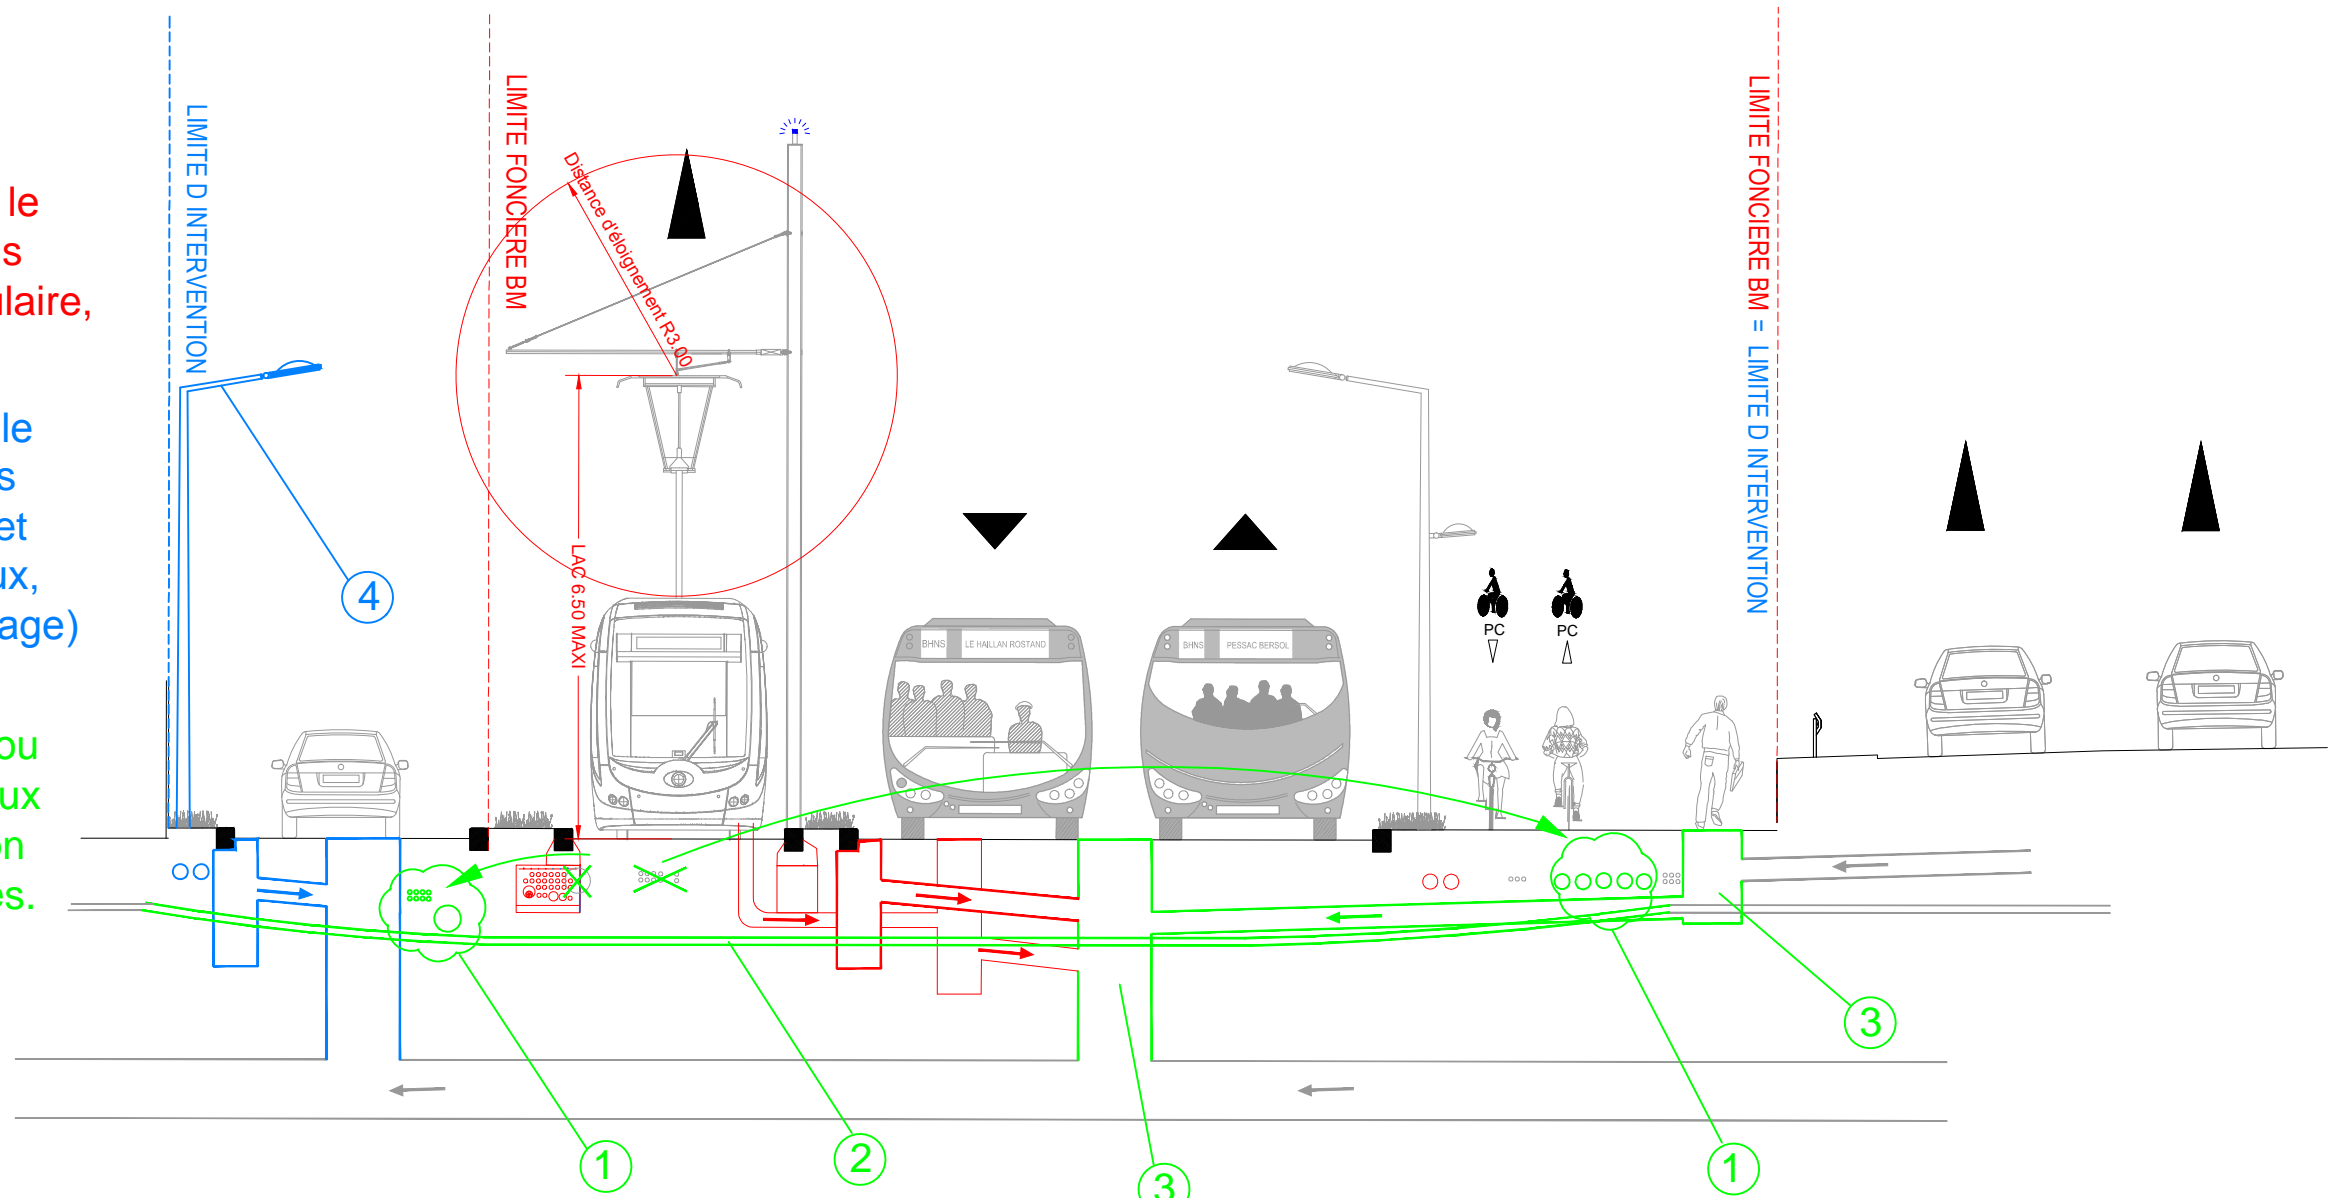 le
s
ulaire,
le
s
et
ux,
age)
ou
ux
on
es.
LIMITE D INTERVENTION
LIMITE FONCIERE BM
Distance d'éloignement R3.00
LAC 6.50 MAXI
LIMITE FONCIERE BM = LIMITE D INTERVENTION
4
BHNS LE HAILLAN ROSTAND
BHNS PESSAC BERSOL
PC
PC
3
1
2
3
1